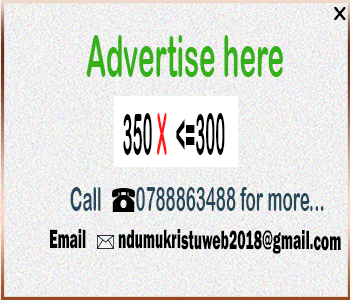 X
Advertise here
350 X <=300
Call ☎0788863488 for more...
Email ✉ ndumukristuweb2018@gmail.com